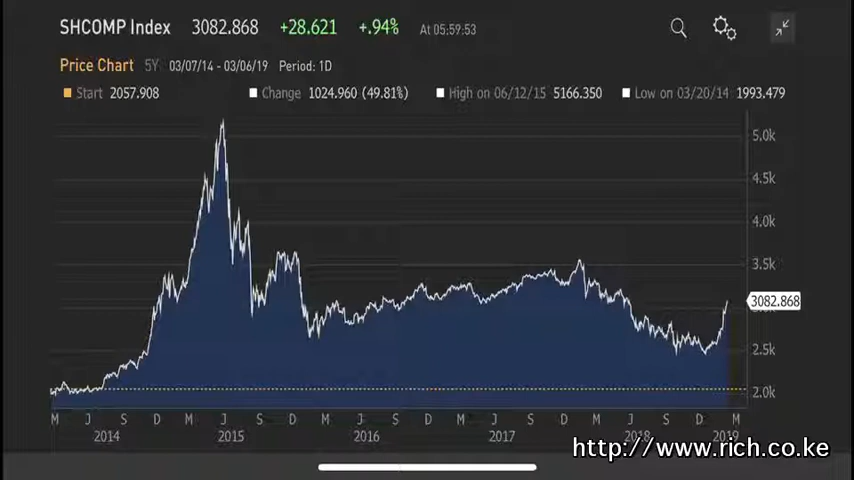 SHCOMP Index 3082.868 +28.621 +.94% At 05:59:53
Price Chart 5Y 03/07/14 - 03/06/19 Period: 1D
Start 2057.908 Change 1024.960 (49.81%) High on 06/12/15 5166.350 Low on 03/20/14 1993.479
5.0k
4.5k
4.0k
3.5k
3082.868
2.5k
2.0k
M J S D M J S D M J S D M J S D M J S D M
2014 2015 2016 2017 2018 2019
http://www.rich.co.ke